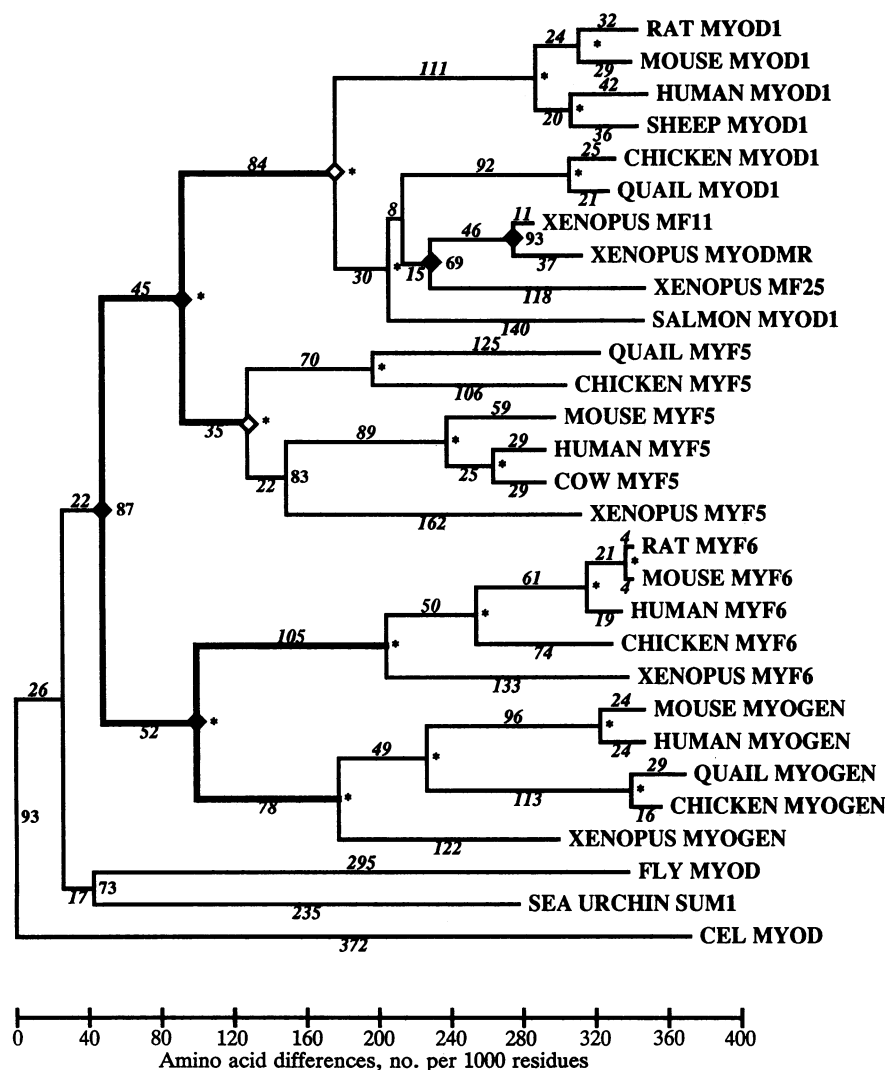 32
RAT MYOD1
24
*
MOUSE MYOD1
29
111
*
42
HUMAN MYOD1
20
*
SHEEP MYOD1
36
84
*
25
CHICKEN MYOD1
92
*
QUAIL MYOD1
21
8
11
XENOPUS MF11
46
93
XENOPUS MYODMR
37
30
*
15
69
XENOPUS MF25
118
SALMON MYOD1
140
45
*
125
QUAIL MYF5
70
*
CHICKEN MYF5
106
35
*
59
MOUSE MYF5
89
*
29
HUMAN MYF5
25
*
COW MYF5
29
22
83
XENOPUS MYF5
162
22
87
4
RAT MYF6
21
*
MOUSE MYF6
4
61
*
HUMAN MYF6
19
50
*
CHICKEN MYF6
74
105
*
XENOPUS MYF6
133
26
52
*
24
MOUSE MYOGEN
96
*
HUMAN MYOGEN
24
49
*
29
QUAIL MYOGEN
113
*
CHICKEN MYOGEN
16
78
*
XENOPUS MYOGEN
122
93
295
FLY MYOD
17
73
SEA URCHIN SUM1
235
CEL MYOD
372
0 40 80 120 160 200 240 280 320 360 400
Amino acid differences, no. per 1000 residues